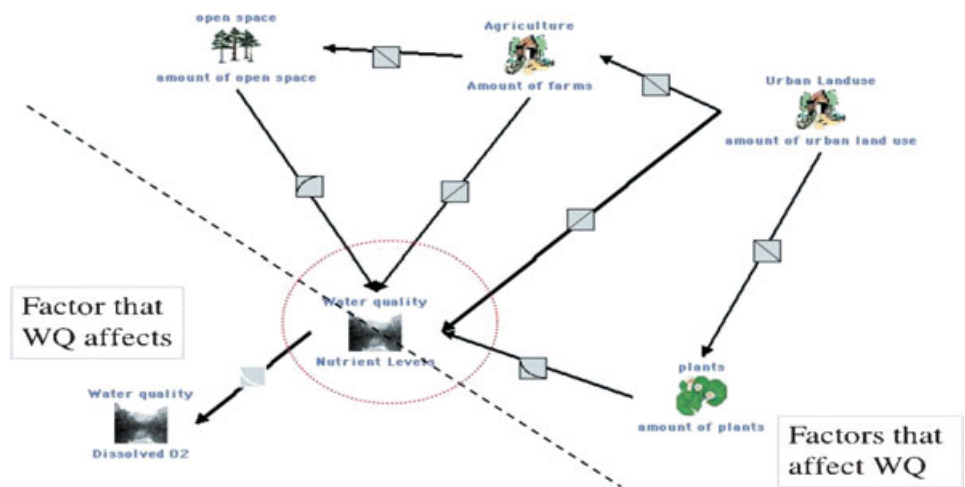 open space
amount of open space
Agriculture
Amount of farms
Urban Landuse
amount of urban land use
Water quality
Nutrient Levels
Factor that
WQ affects
Water quality
Dissolved O2
plants
amount of plants
Factors that
affect WQ